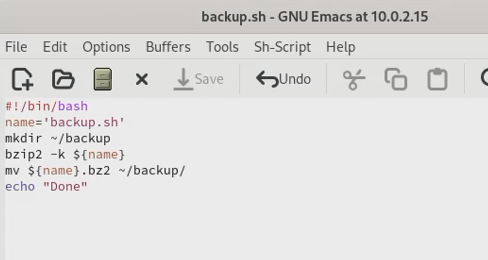 backup.sh - GNU Emacs at 10.0.2.15
File Edit Options Buffers Tools Sh-Script Help
Save Undo
#!/bin/bash
name='backup.sh'
mkdir ~/backup
bzip2 -k ${name}
mv ${name}.bz2 ~/backup/
echo "Done"